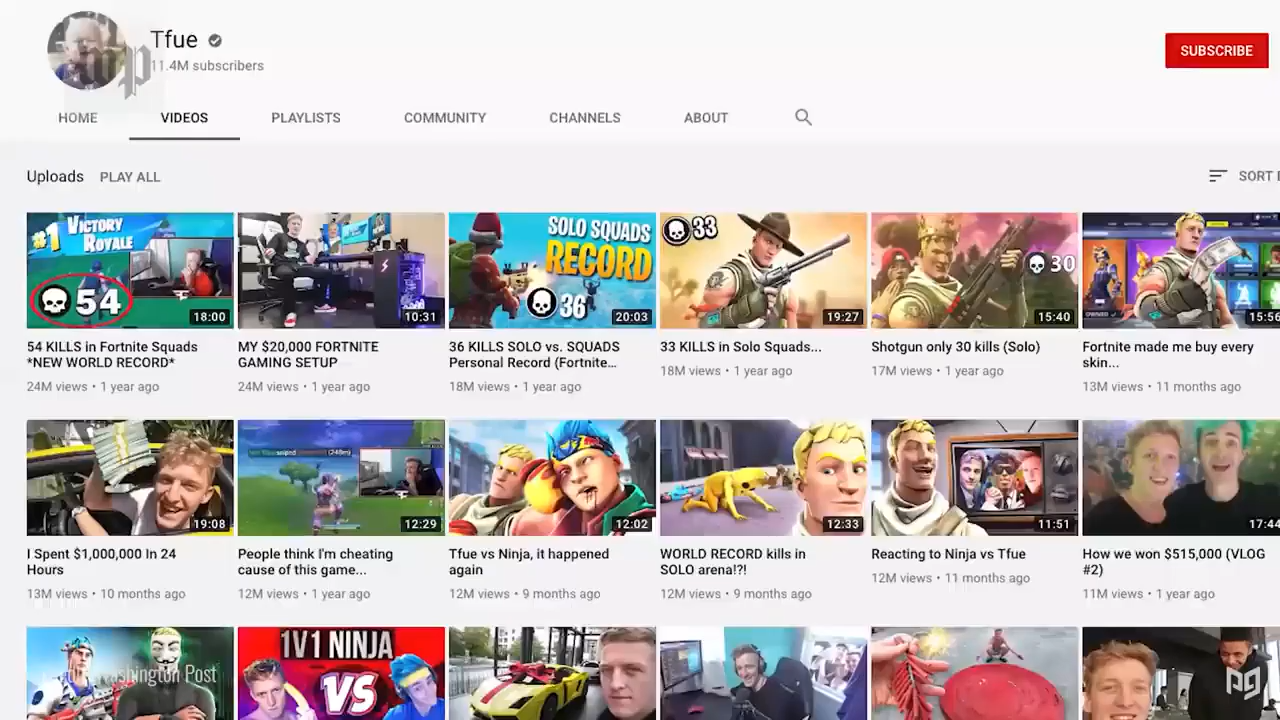 Tfue
11.4M subscribers
SUBSCRIBE
HOME
VIDEOS
PLAYLISTS
COMMUNITY
CHANNELS
ABOUT
Uploads
PLAY ALL
SORT
#1 VICTORY ROYALE
54
18:00
10:31
SOLO SQUADS
RECORD
36
20:03
33
19:27
30
15:40
15:56
54 KILLS in Fortnite Squads
*NEW WORLD RECORD*
24M views • 1 year ago
MY $20,000 FORTNITE
GAMING SETUP
24M views • 1 year ago
36 KILLS SOLO vs. SQUADS
Personal Record (Fortnite...
18M views • 1 year ago
33 KILLS in Solo Squads...
18M views • 1 year ago
Shotgun only 30 kills (Solo)
17M views • 1 year ago
Fortnite made me buy every
skin...
13M views • 11 months ago
19:08
12:29
12:02
12:33
11:51
17:44
I Spent $1,000,000 In 24
Hours
13M views • 10 months ago
People think I'm cheating
cause of this game...
12M views • 1 year ago
Tfue vs Ninja, it happened
again
12M views • 9 months ago
WORLD RECORD kills in
SOLO arena!?!
12M views • 9 months ago
Reacting to Ninja vs Tfue
12M views • 11 months ago
How we won $515,000 (VLOG
#2)
11M views • 1 year ago
Washington Post
1V1 NINJA
VS